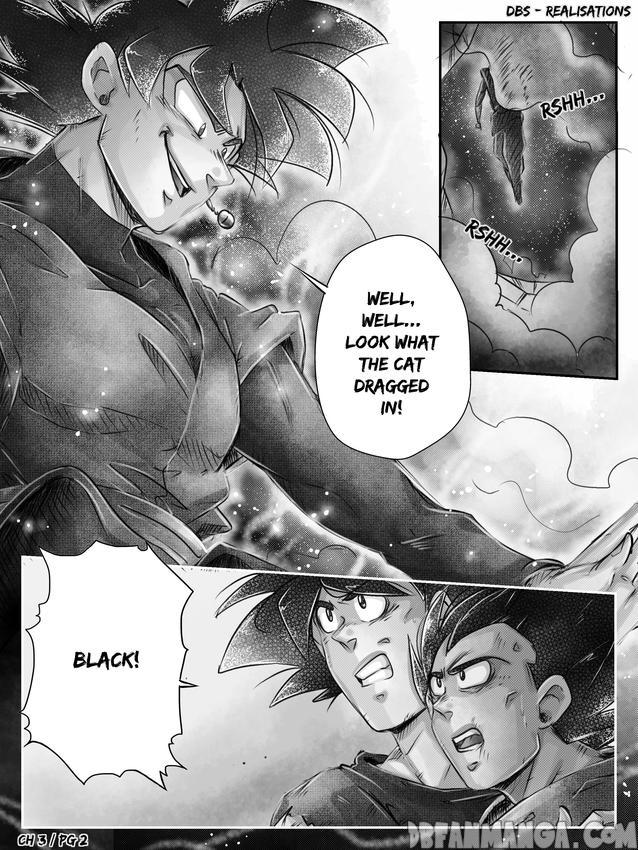 DBS - REALISATIONS
RSHH...
RSHH...
WELL,
WELL...
LOOK WHAT
THE CAT
DRAGGED
IN!
BLACK!
CH 3 / PG 2
DBFANMANGA.COM